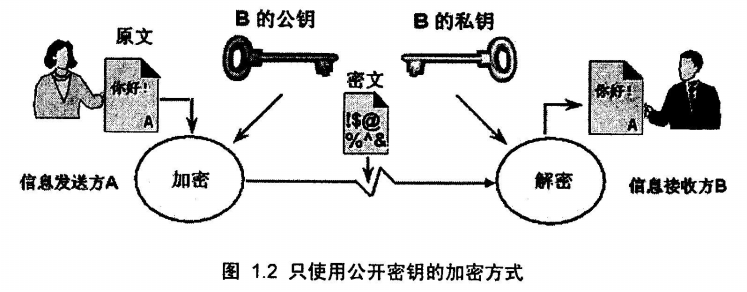 B 的公钥
B 的私钥
原文
你好！
A
密文
!$@
%^&
你好！
A
信息发送方A
加密
解密
信息接收方B
图 1.2 只使用公开密钥的加密方式